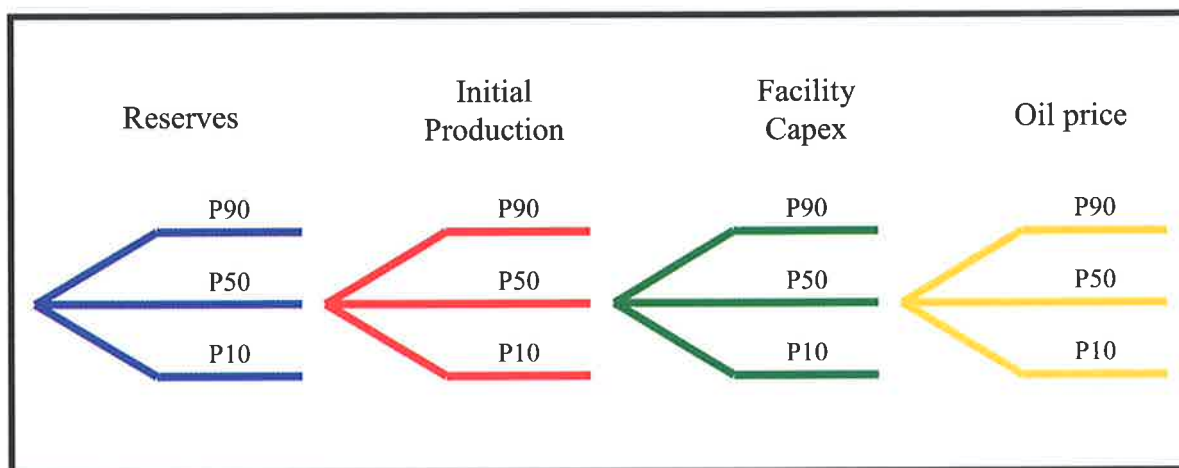 Reserves
Initial
Production
Facility
Capex
Oil price
P90
P50
P10
P90
P50
P10
P90
P50
P10
P90
P50
P10